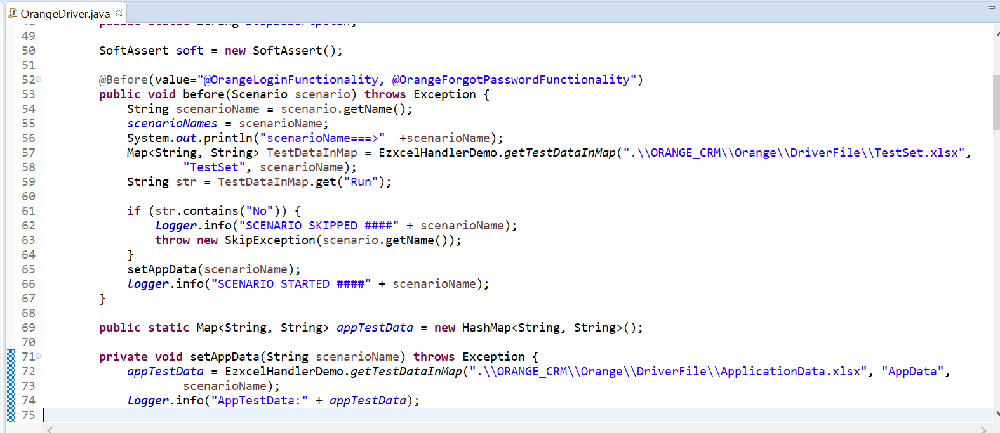 OrangeDriver.java
49
50 SoftAssert soft = new SoftAssert();
51
52 @Before(value="@OrangeLoginFunctionality, @OrangeForgotPasswordFunctionality")
53 public void before(Scenario scenario) throws Exception {
54 String scenarioName = scenario.getName();
55 scenarioNames = scenarioName;
56 System.out.println("scenarioName===>"  +scenarioName);
57 Map<String, String> TestDataInMap = EzxcelHandlerDemo.getTestDataInMap(".\\ORANGE_CRM\\Orange\\DriverFile\\TestSet.xlsx",
58 "TestSet", scenarioName);
59 String str = TestDataInMap.get("Run");
60
61 if (str.contains("No")) {
62 logger.info("SCENARIO SKIPPED ####" + scenarioName);
63 throw new SkipException(scenario.getName());
64 }
65 setAppData(scenarioName);
66 logger.info("SCENARIO STARTED ####" + scenarioName);
67 }
68
69 public static Map<String, String> appTestData = new HashMap<String, String>();
70
71 private void setAppData(String scenarioName) throws Exception {
72 appTestData = EzxcelHandlerDemo.getTestDataInMap(".\\ORANGE_CRM\\Orange\\DriverFile\\ApplicationData.xlsx", "AppData",
73 scenarioName);
74 logger.info("AppTestData:" + appTestData);
75